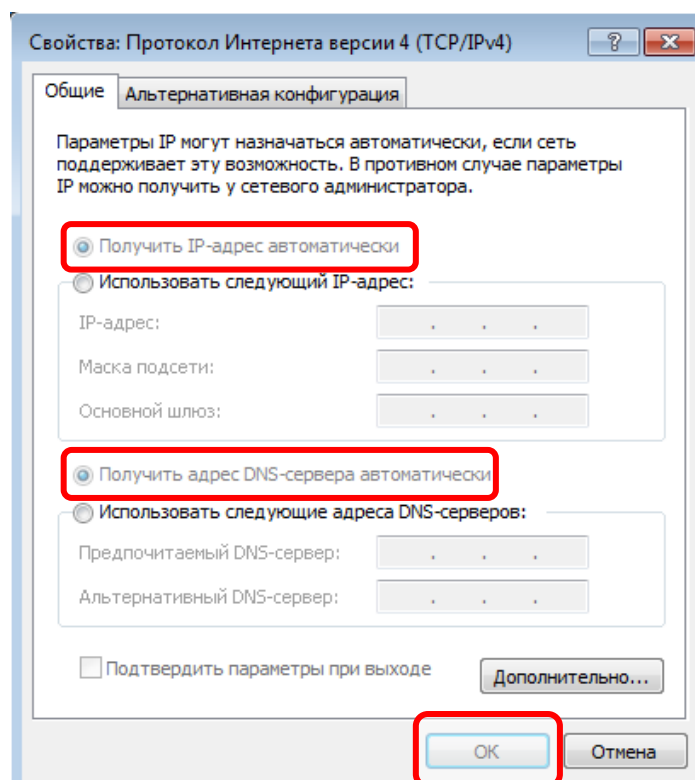 Свойства: Протокол Интернета версии 4 (TCP/IPv4)
Общие
Альтернативная конфигурация
Параметры IP могут назначаться автоматически, если сеть
поддерживает эту возможность. В противном случае параметры
IP можно получить у сетевого администратора.
Получить IP-адрес автоматически
Использовать следующий IP-адрес:
IP-адрес:
Маска подсети:
Основной шлюз:
Получить адрес DNS-сервера автоматически
Использовать следующие адреса DNS-серверов:
Предпочитаемый DNS-сервер:
Альтернативный DNS-сервер:
Подтвердить параметры при выходе
Дополнительно...
ОК
Отмена